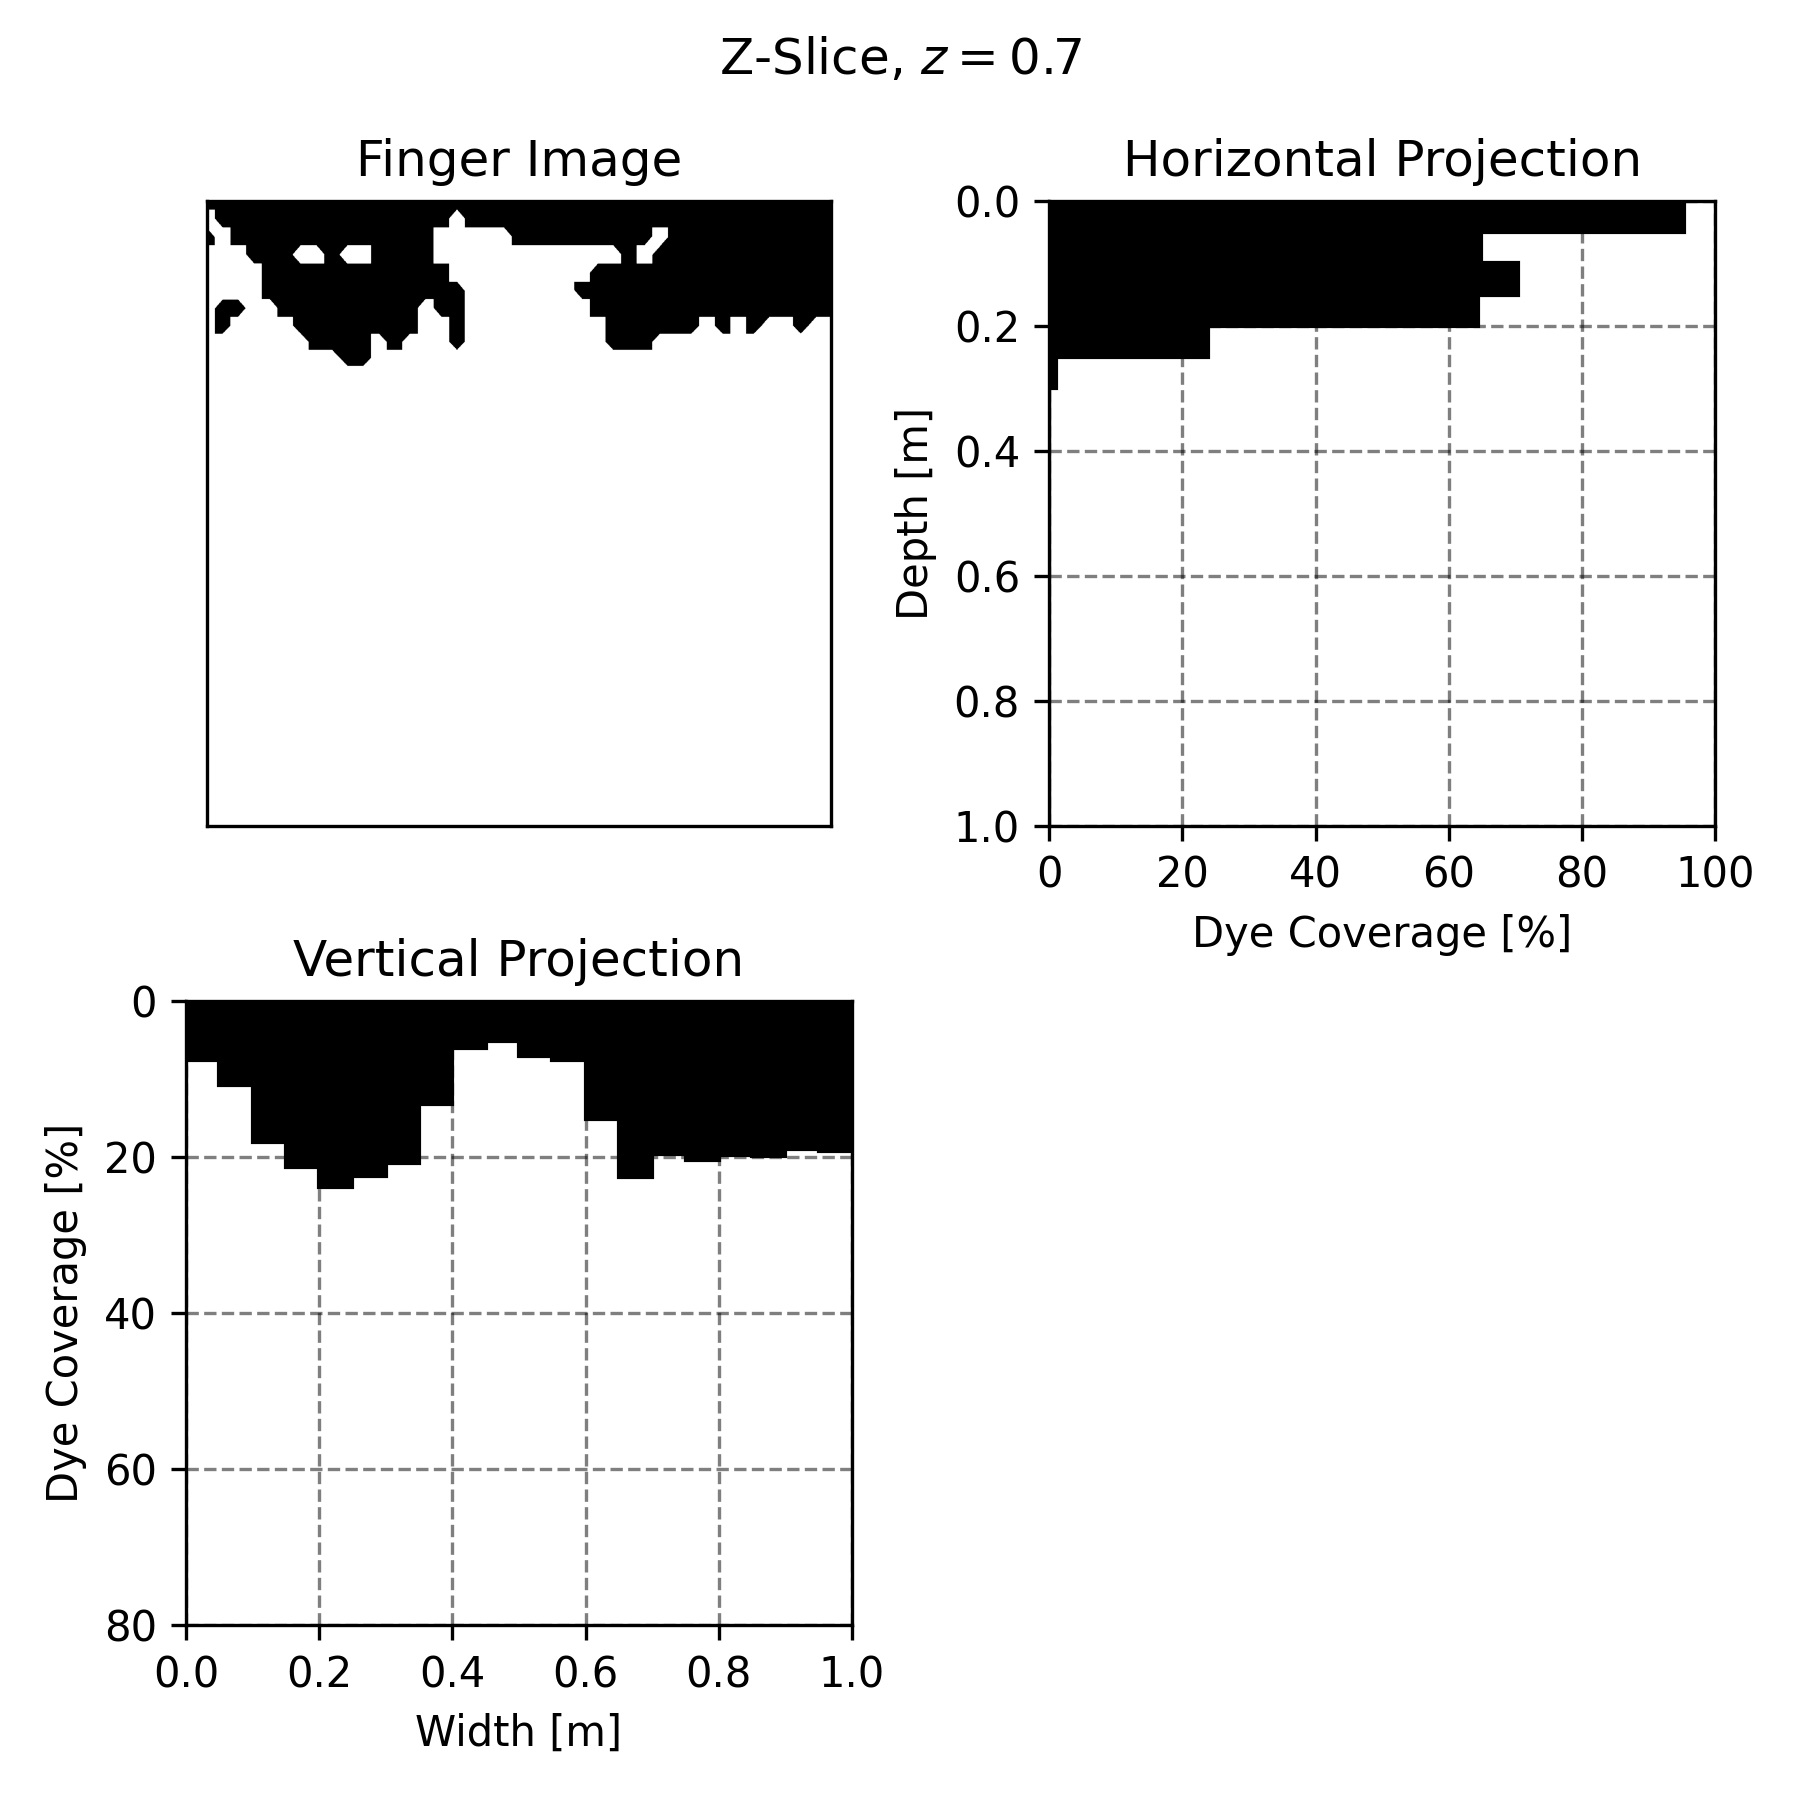 Z-Slice, z = 0.7
Finger Image
Horizontal Projection
0.0
0.2
0.4
0.6
0.8
1.0
Depth [m]
0 20 40 60 80 100
Dye Coverage [%]
Vertical Projection
0
20
40
60
80
Dye Coverage [%]
0.0 0.2 0.4 0.6 0.8 1.0
Width [m]